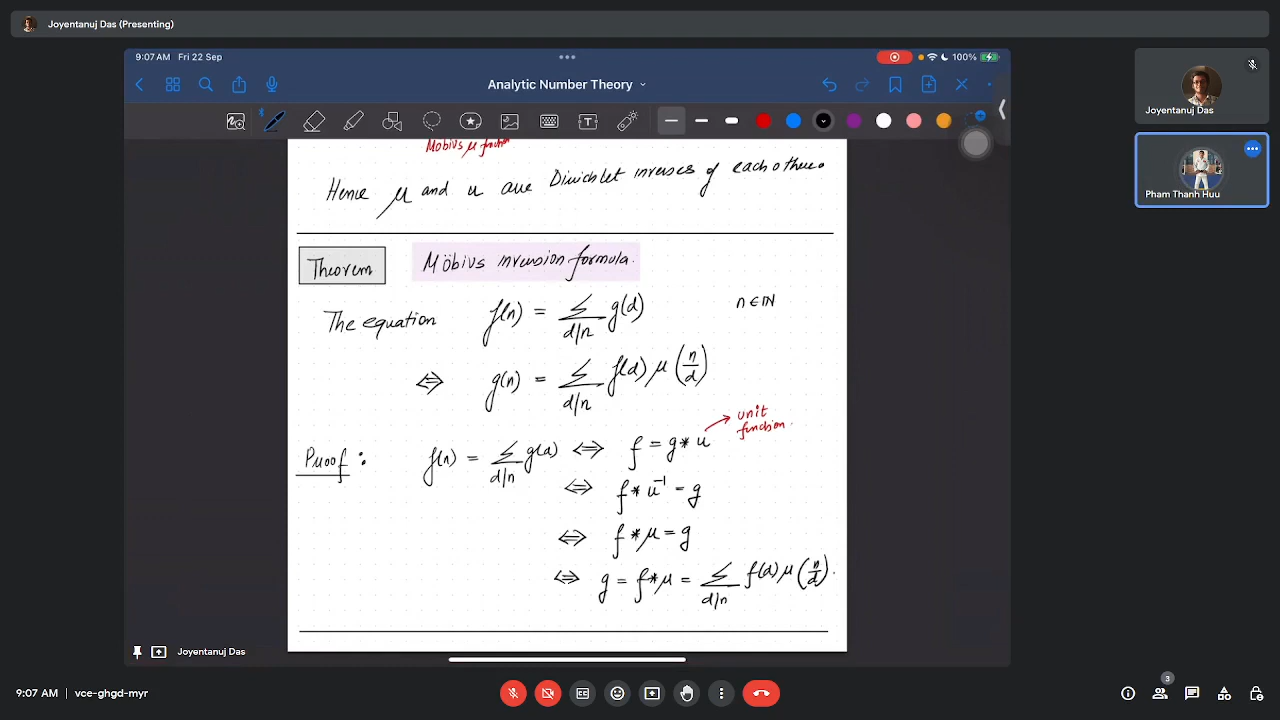 Joyentanuj Das (Presenting)
9:07 AM Fri 22 Sep
100%
Analytic Number Theory
Joyentanuj Das
Pham Thanh Huu
Möbius μ function
Hence μ and u are Dirichlet inverses of each other.
Theorem
Möbius inversion formula.
The equation f(n) = Σ_{d|n} g(d) n ∈ ℕ
⇔ g(n) = Σ_{d|n} f(d) μ(n/d)
unit
function.
Proof : f(n) = Σ_{d|n} g(d) ⇔ f = g * u
⇔ f * u⁻¹ = g
⇔ f * μ = g
⇔ g = f * μ = Σ_{d|n} f(d) μ(n/d).
Joyentanuj Das
9:07 AM | vce-ghgd-myr
3